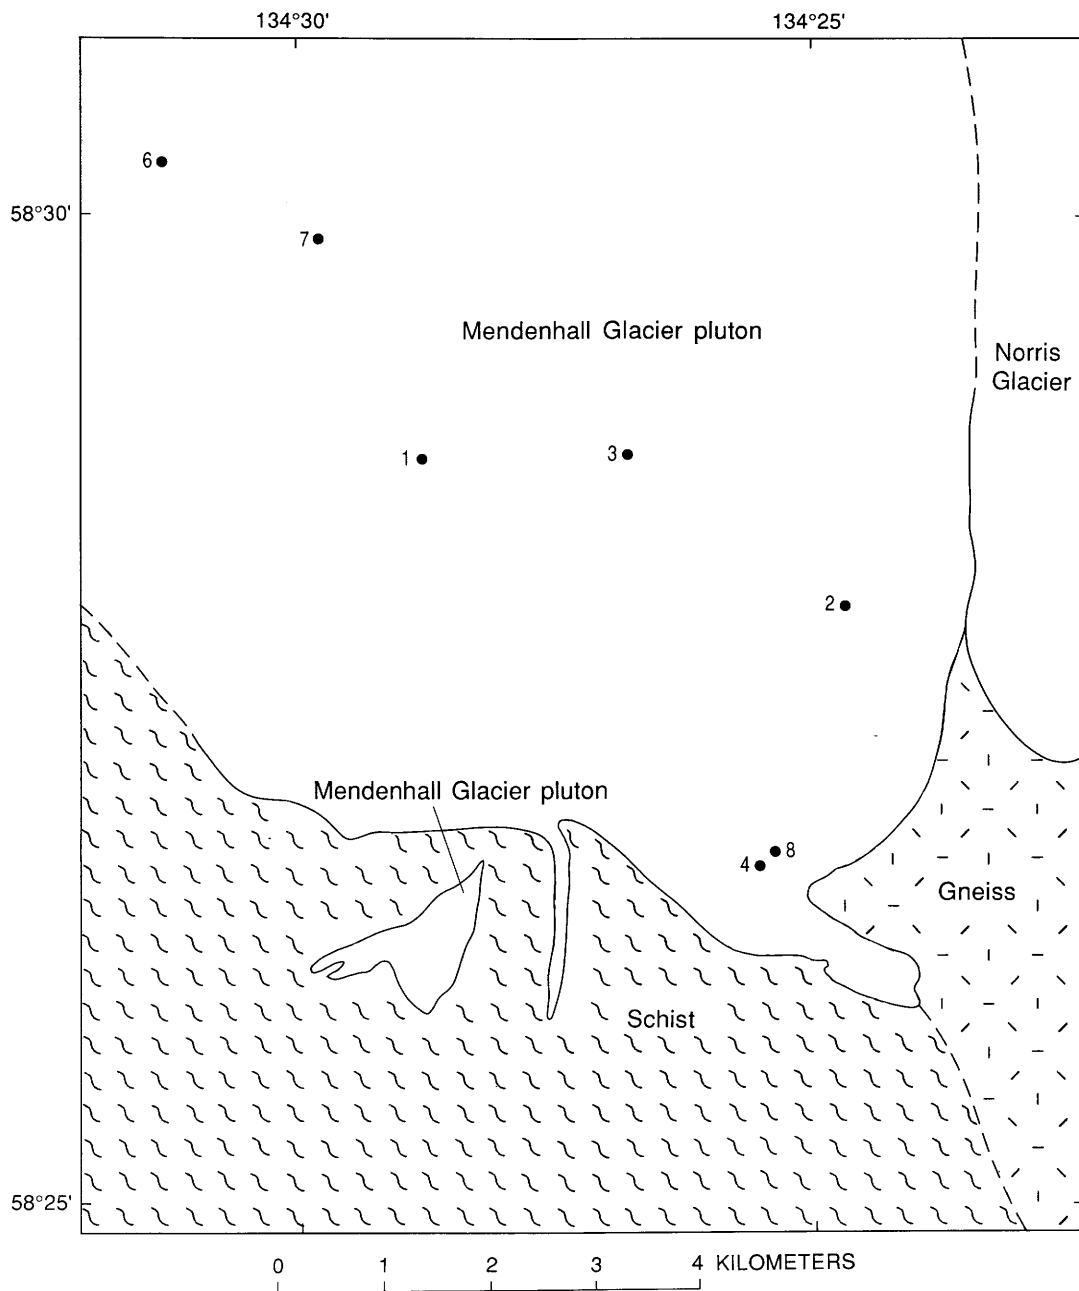 134°30' 134°25'
6
58°30'
7
Mendenhall Glacier pluton
Norris
Glacier
1
3
2
Mendenhall Glacier pluton
4
8
Gneiss
Schist
58°25'
0 1 2 3 4 KILOMETERS